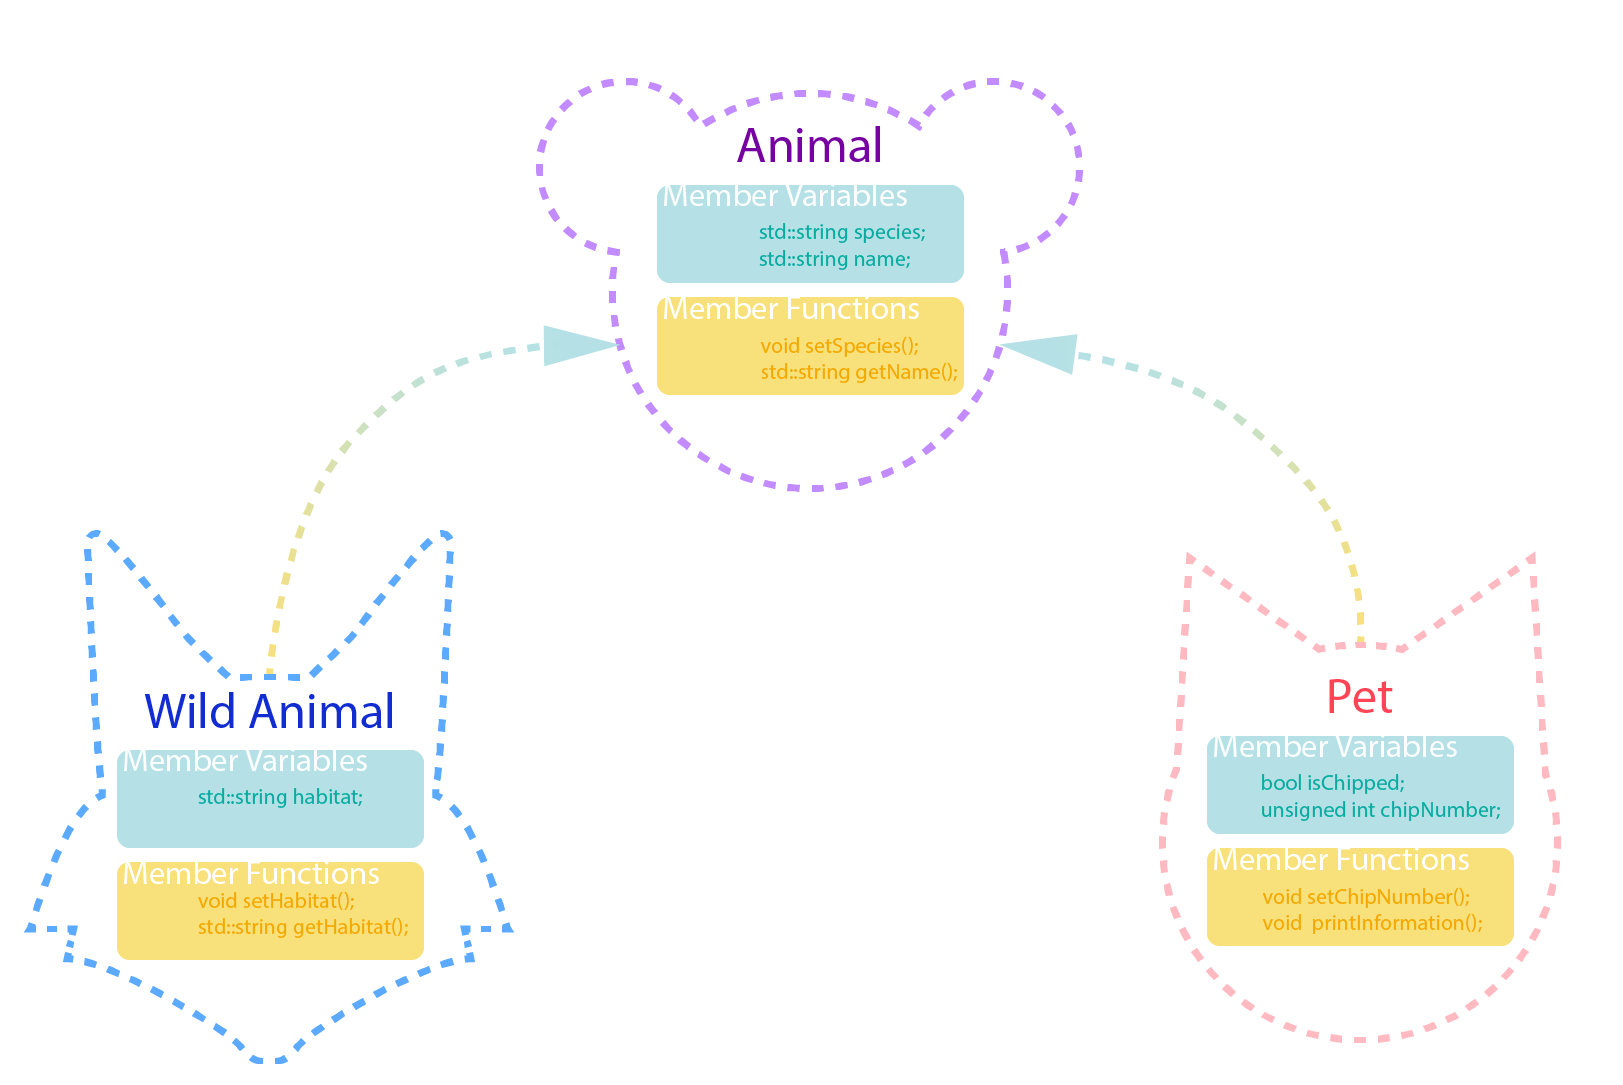 Animal
Member Variables
std::string species;
std::string name;
Member Functions
void setSpecies();
std::string getName();
Wild Animal
Member Variables
std::string habitat;
Member Functions
void setHabitat();
std::string getHabitat();
Pet
Member Variables
bool isChipped;
unsigned int chipNumber;
Member Functions
void setChipNumber();
void  printInformation();